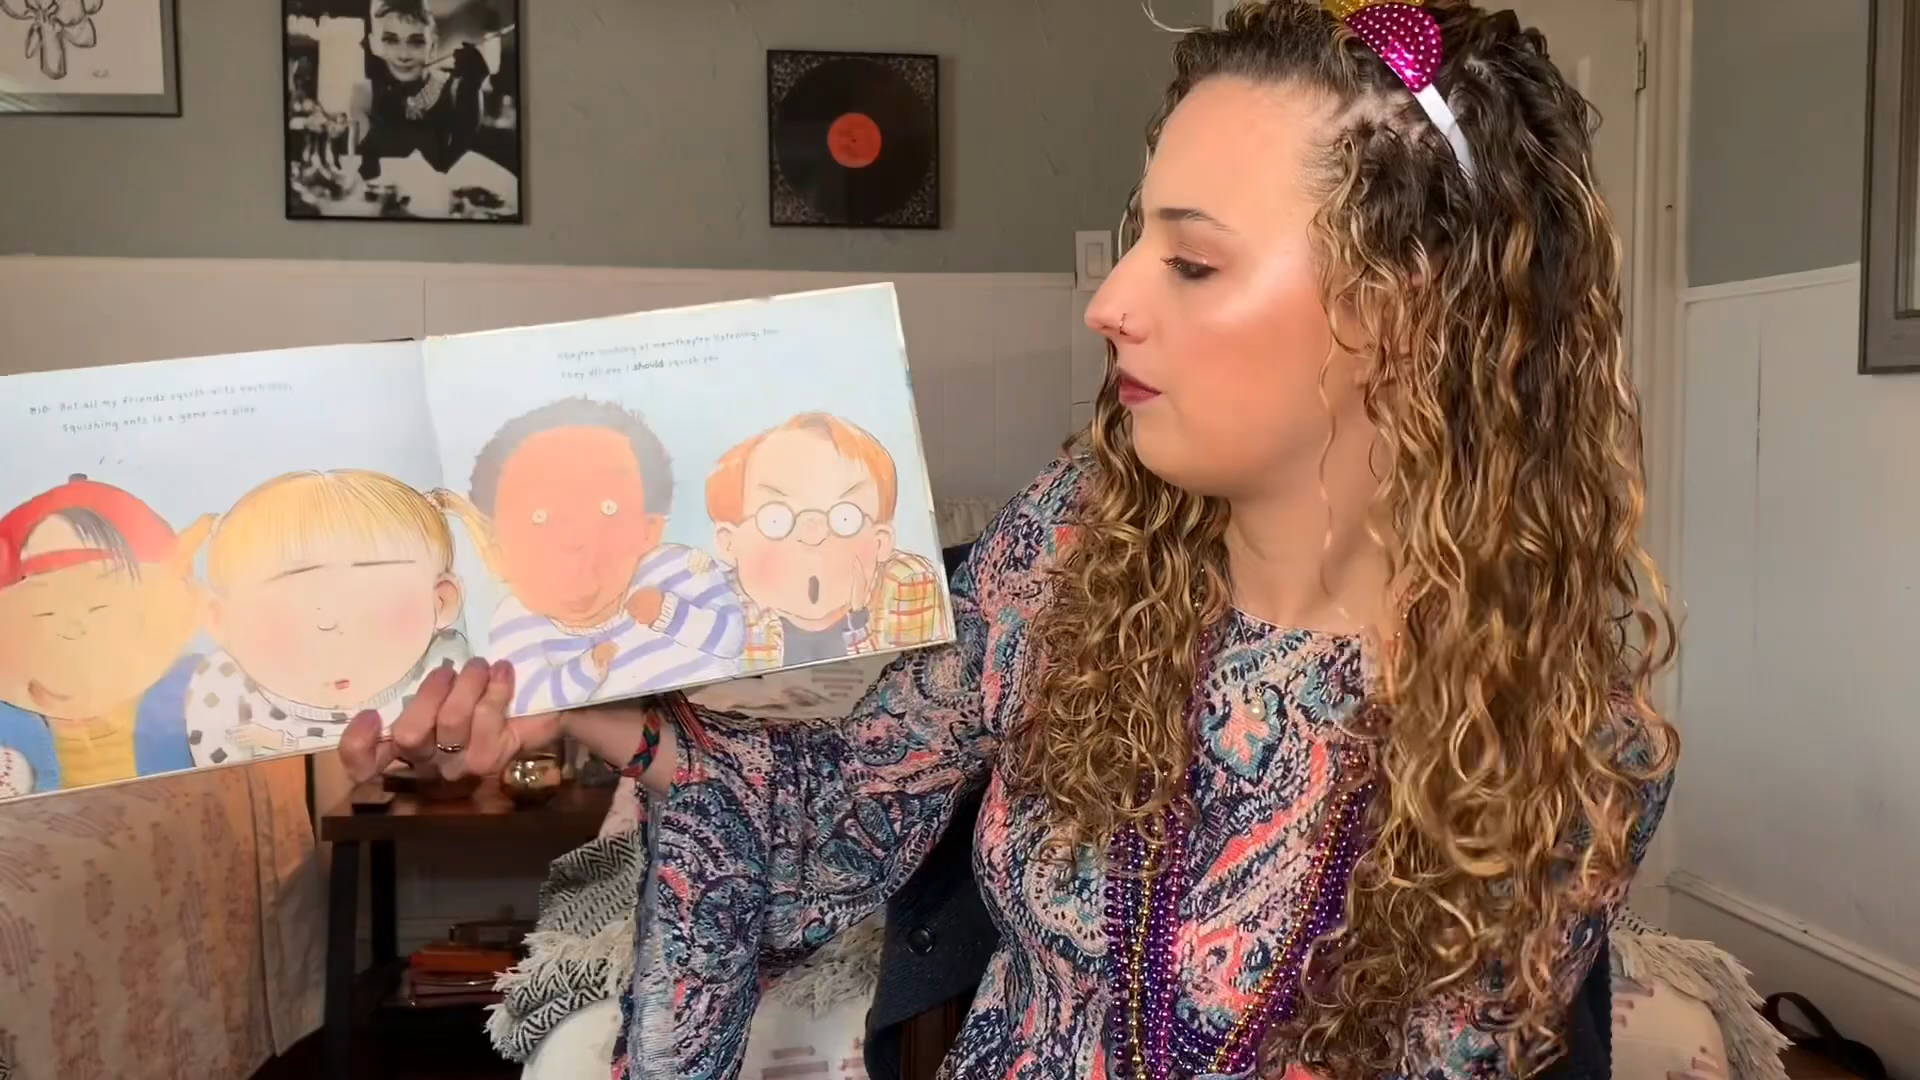 KID: But all my friends squish ants each day,
squishing ants is a game we play.
They're looking at me—they're listening, too.
They all say I should squish you.